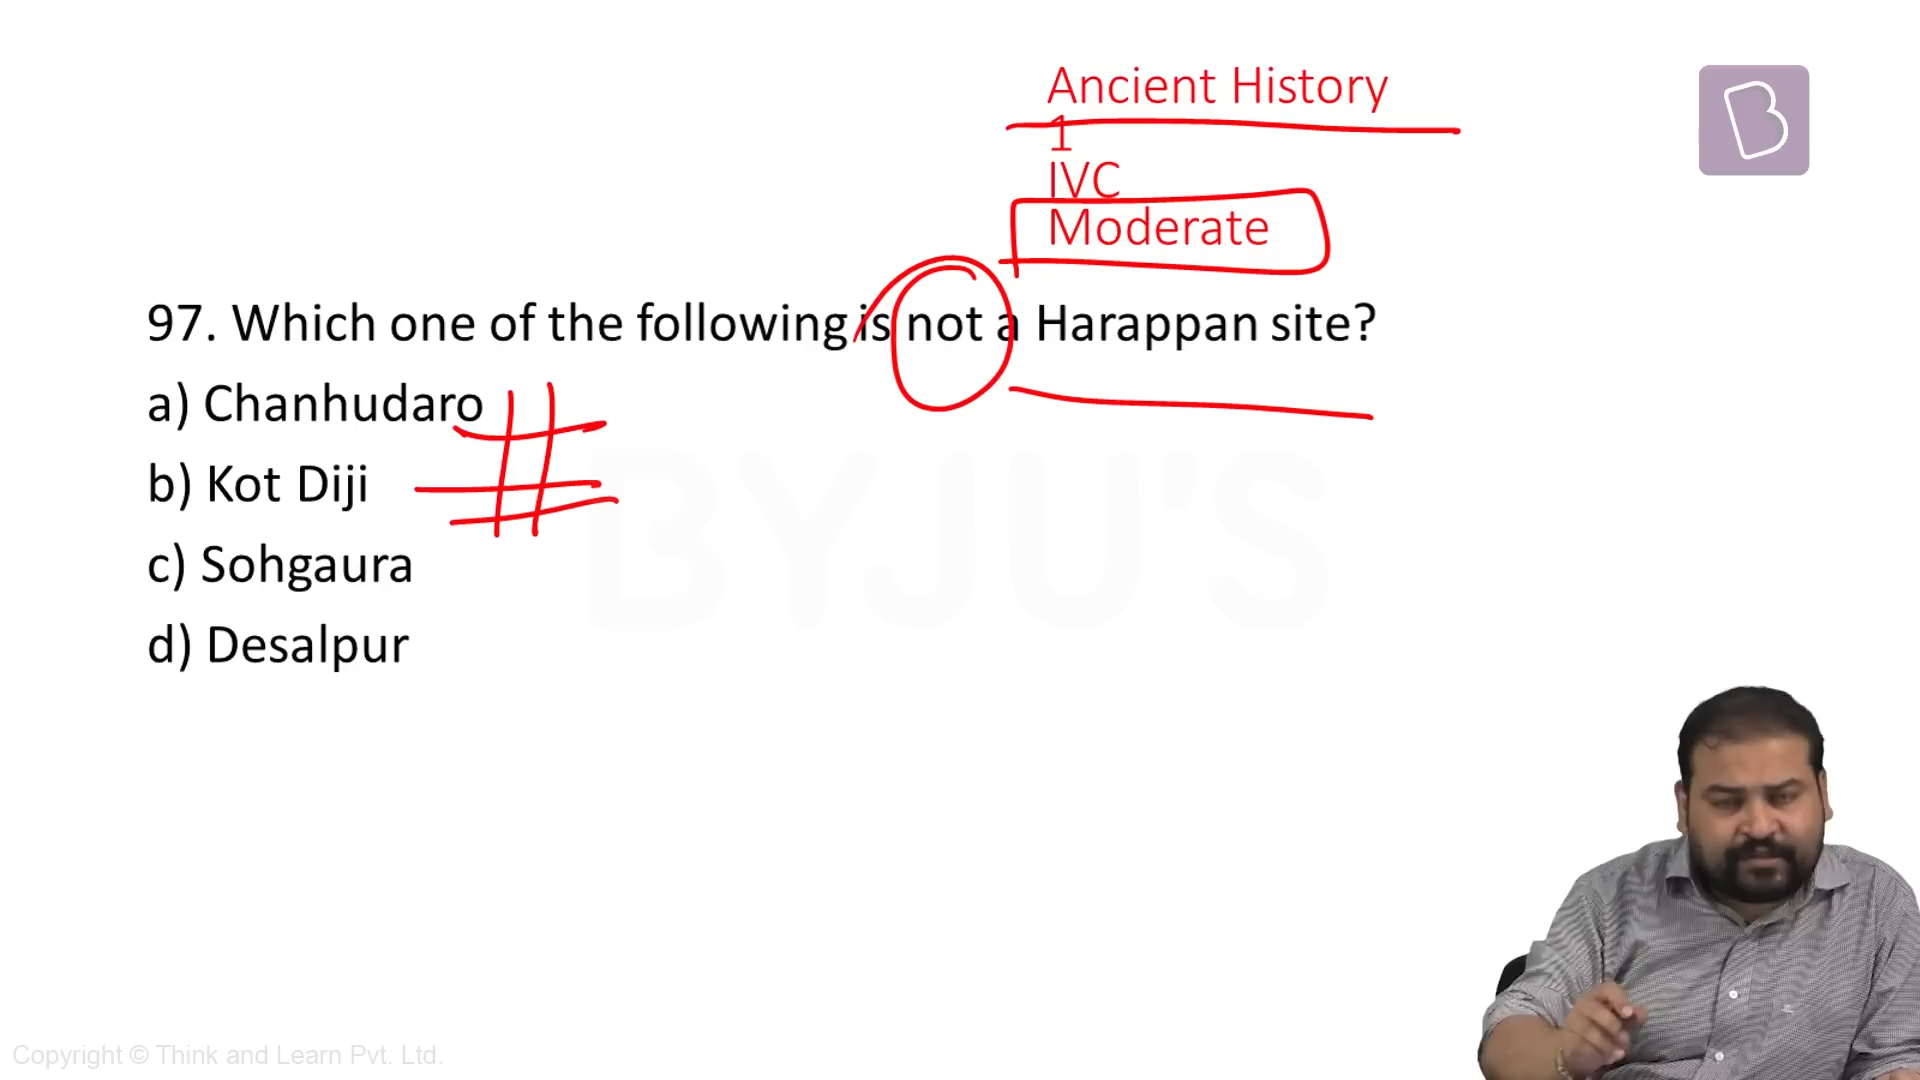 Ancient History
1
IVC
Moderate
97. Which one of the following is not a Harappan site?
a) Chanhudaro
b) Kot Diji
c) Sohgaura
d) Desalpur
BYJU'S
Copyright © Think and Learn Pvt. Ltd.